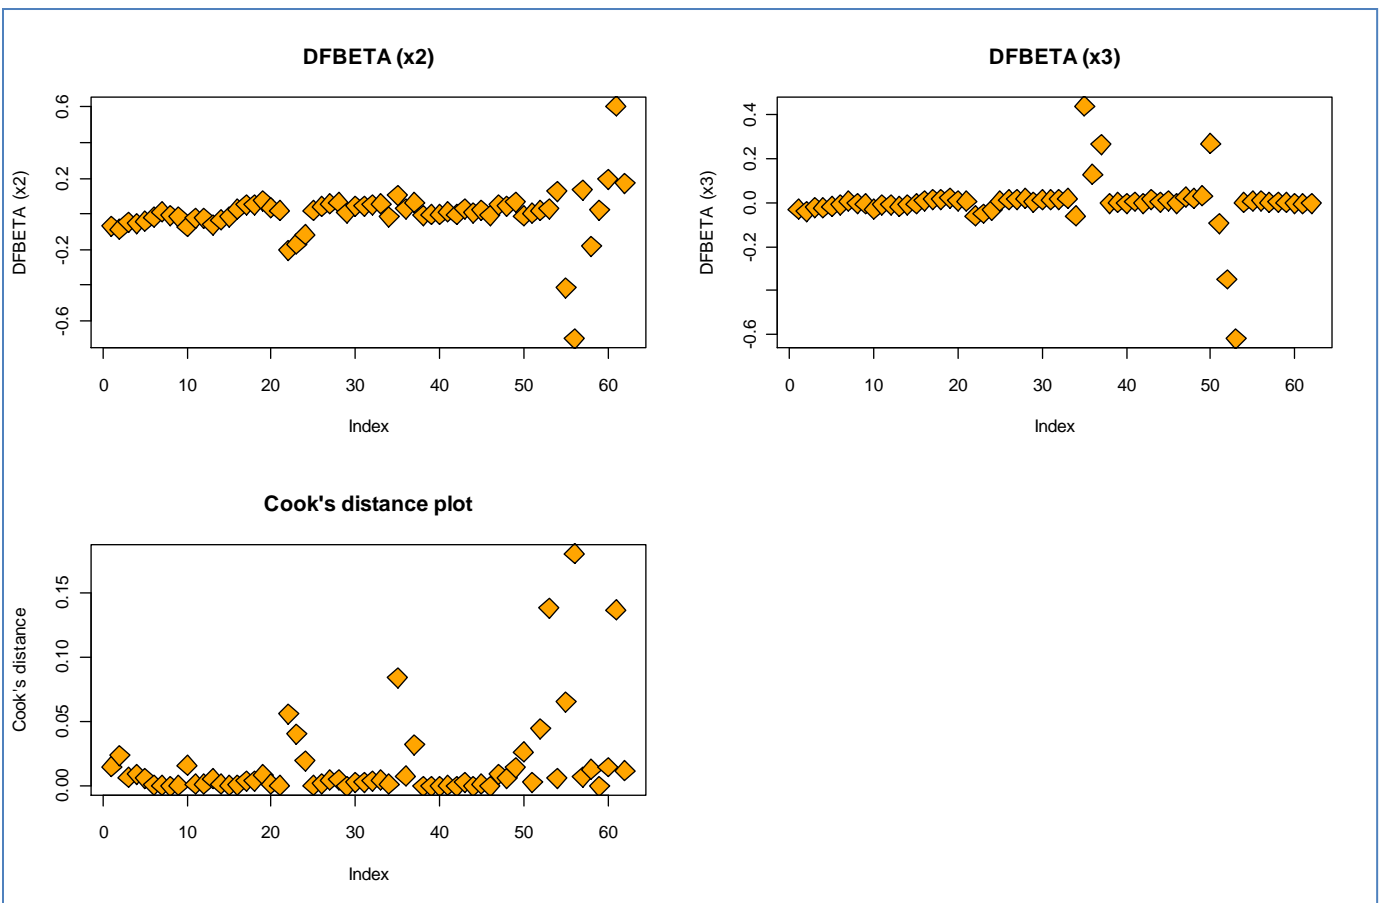 DFBETA (x2)
DFBETA (x2)
0.6
0.2
-0.2
-0.6
0 10 20 30 40 50 60
Index
DFBETA (x3)
DFBETA (x3)
0.4
0.2
0.0
-0.2
-0.6
0 10 20 30 40 50 60
Index
Cook's distance plot
Cook's distance
0.15
0.10
0.05
0.00
0 10 20 30 40 50 60
Index